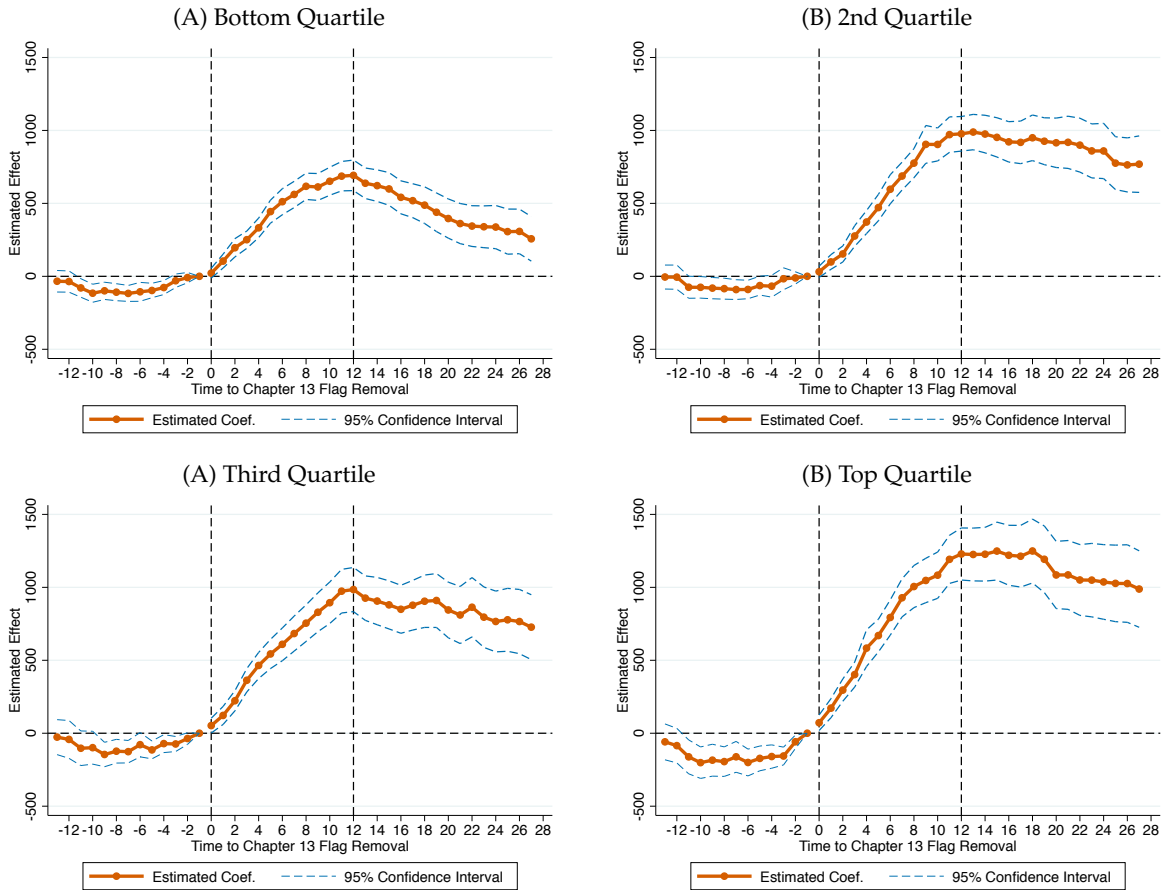 (A) Bottom Quartile
1500
1000
500
0
-500
Estimated Effect
-12 -10 -8 -6 -4 -2 0 2 4 6 8 10 12 14 16 18 20 22 24 26 28
Time to Chapter 13 Flag Removal
Estimated Coef. 95% Confidence Interval
(B) 2nd Quartile
1500
1000
500
0
-500
Estimated Effect
-12 -10 -8 -6 -4 -2 0 2 4 6 8 10 12 14 16 18 20 22 24 26 28
Time to Chapter 13 Flag Removal
Estimated Coef. 95% Confidence Interval
(A) Third Quartile
1500
1000
500
0
-500
Estimated Effect
-12 -10 -8 -6 -4 -2 0 2 4 6 8 10 12 14 16 18 20 22 24 26 28
Time to Chapter 13 Flag Removal
Estimated Coef. 95% Confidence Interval
(B) Top Quartile
1500
1000
500
0
-500
Estimated Effect
-12 -10 -8 -6 -4 -2 0 2 4 6 8 10 12 14 16 18 20 22 24 26 28
Time to Chapter 13 Flag Removal
Estimated Coef. 95% Confidence Interval